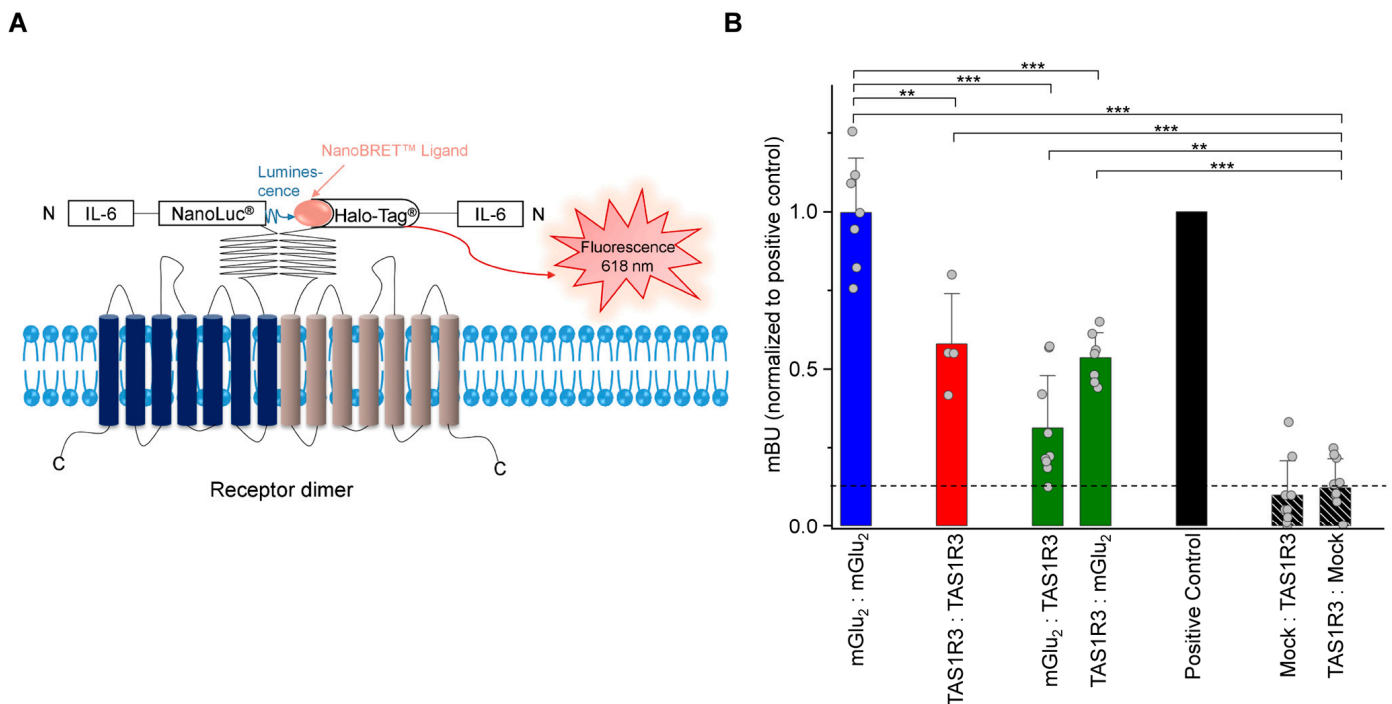 A
NanoBRET™ Ligand
Lumines-
cence
N IL-6 NanoLuc® Halo-Tag® IL-6 N
Fluorescence
618 nm
C
C
Receptor dimer
B
***
***
**
***
***
**
***
mBU (normalized to positive control)
1.0
0.5
0.0
mGlu₂ : mGlu₂
TAS1R3 : TAS1R3
mGlu₂ : TAS1R3
TAS1R3 : mGlu₂
Positive Control
Mock : TAS1R3
TAS1R3 : Mock